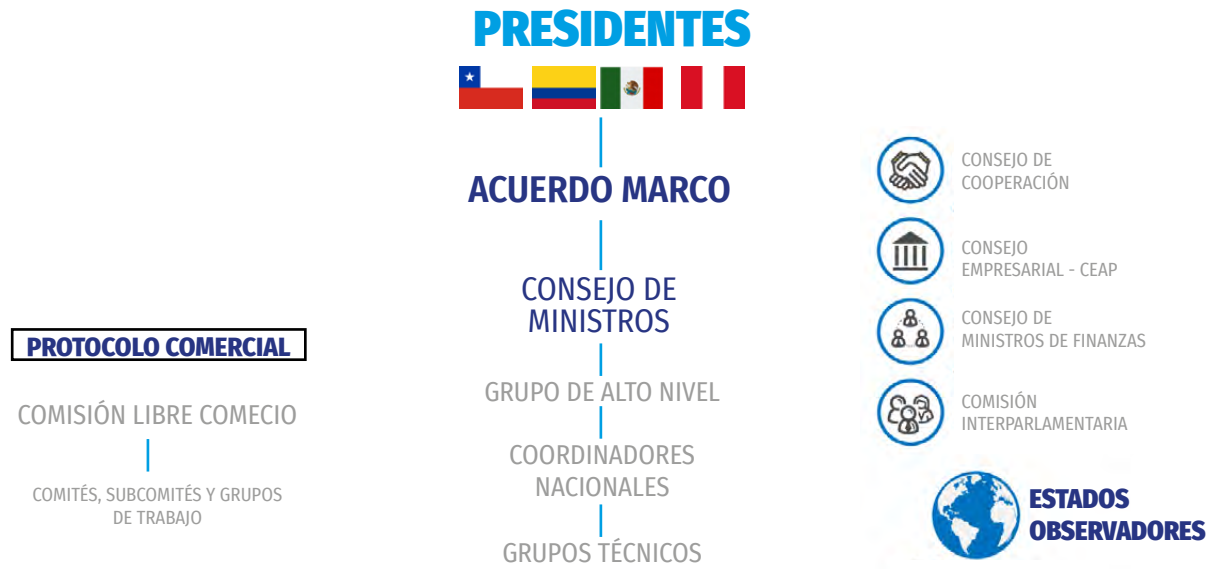 PRESIDENTES
ACUERDO MARCO
CONSEJO DE
MINISTROS
GRUPO DE ALTO NIVEL
COORDINADORES
NACIONALES
GRUPOS TÉCNICOS
PROTOCOLO COMERCIAL
COMISIÓN LIBRE COMECIO
COMITÉS, SUBCOMITÉS Y GRUPOS
DE TRABAJO
CONSEJO DE
COOPERACIÓN
CONSEJO
EMPRESARIAL - CEAP
CONSEJO DE
MINISTROS DE FINANZAS
COMISIÓN
INTERPARLAMENTARIA
ESTADOS
OBSERVADORES